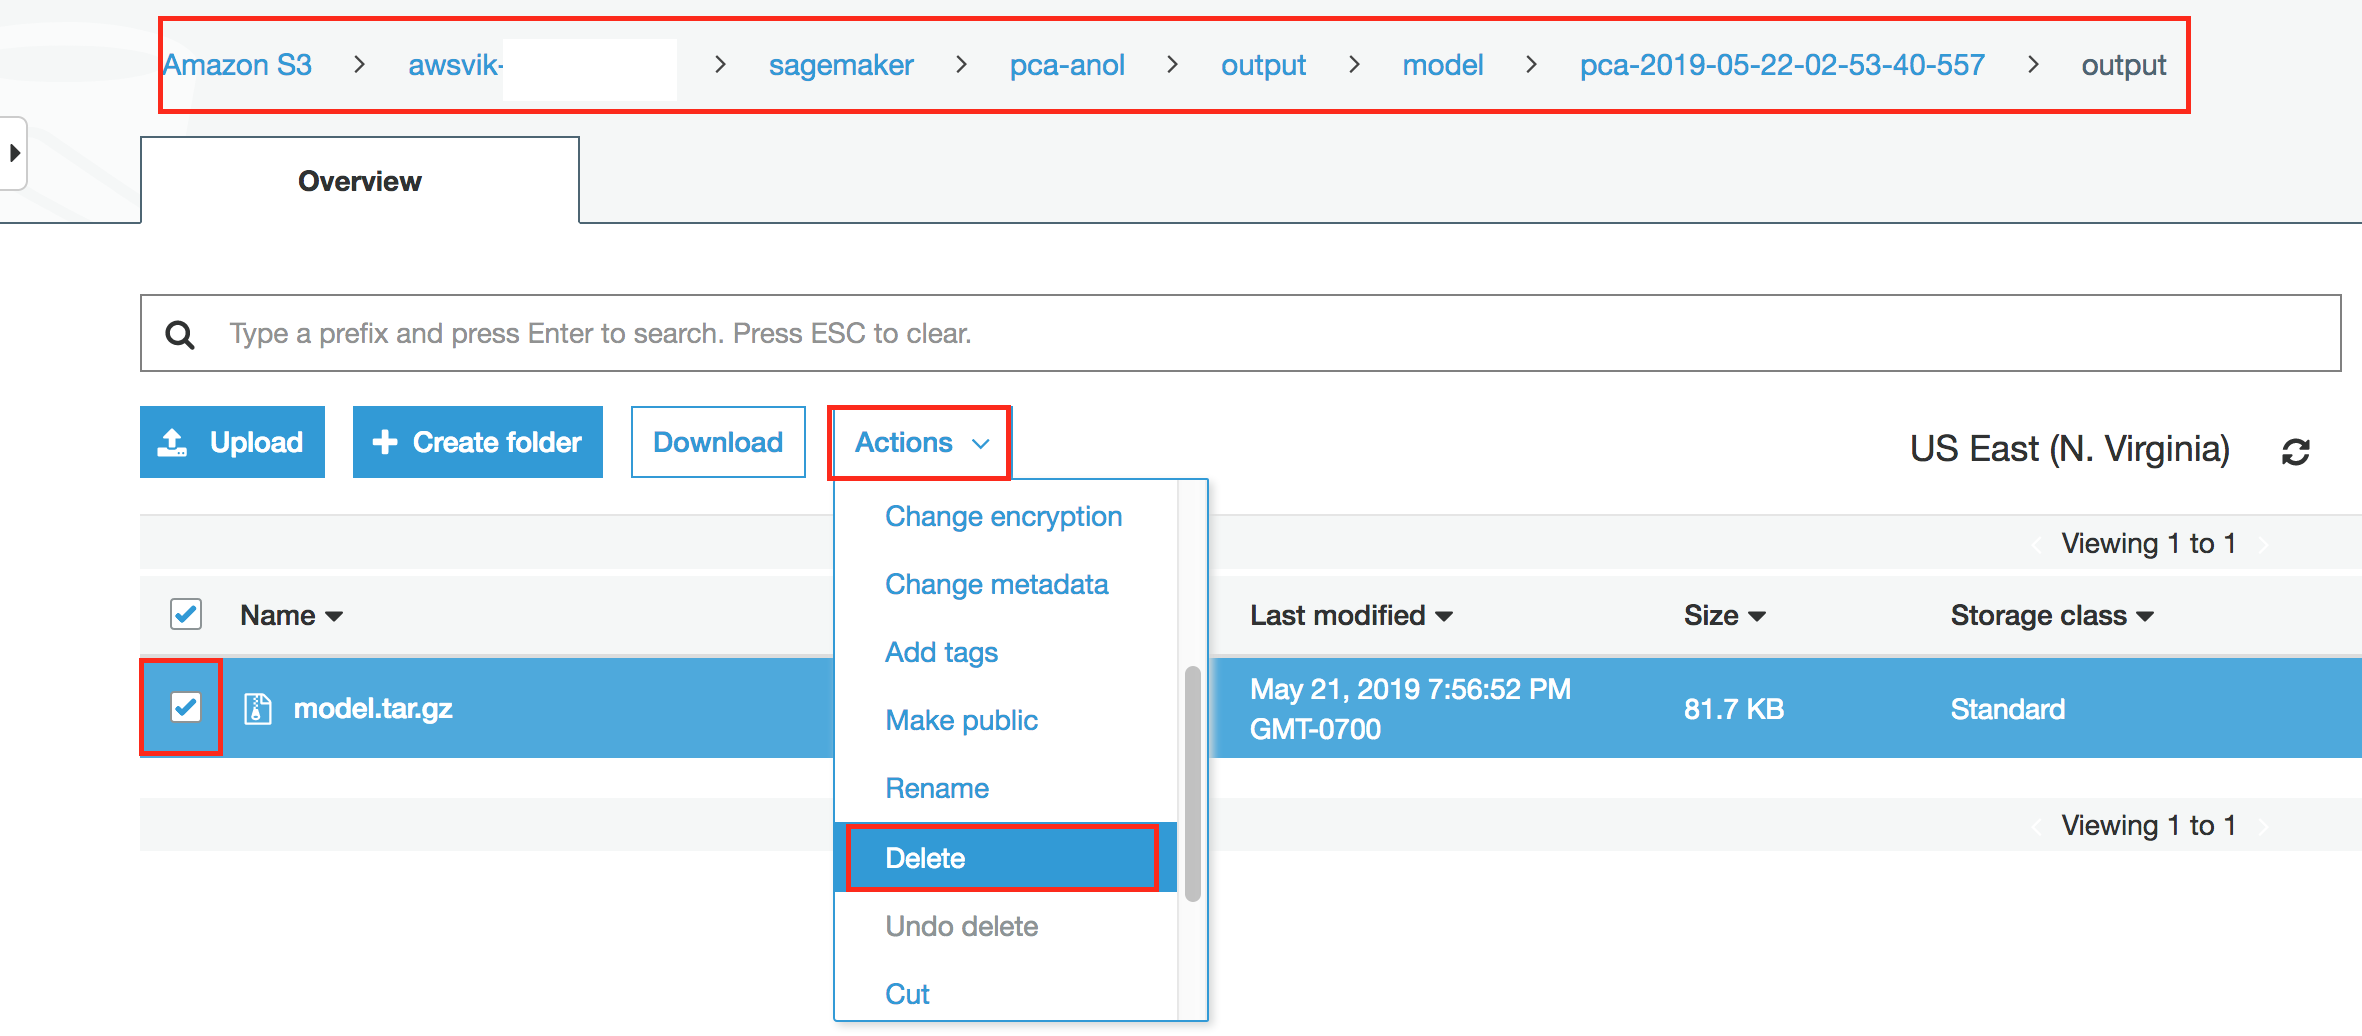 Amazon S3 > awsvik- > sagemaker > pca-anol > output > model > pca-2019-05-22-02-53-40-557 > output
Overview
Type a prefix and press Enter to search. Press ESC to clear.
Upload
Create folder
Download
Actions
US East (N. Virginia)
Change encryption
Viewing 1 to 1
Change metadata
Name
Last modified
Size
Storage class
Add tags
model.tar.gz
May 21, 2019 7:56:52 PM
GMT-0700
81.7 KB
Standard
Make public
Rename
Viewing 1 to 1
Delete
Undo delete
Cut